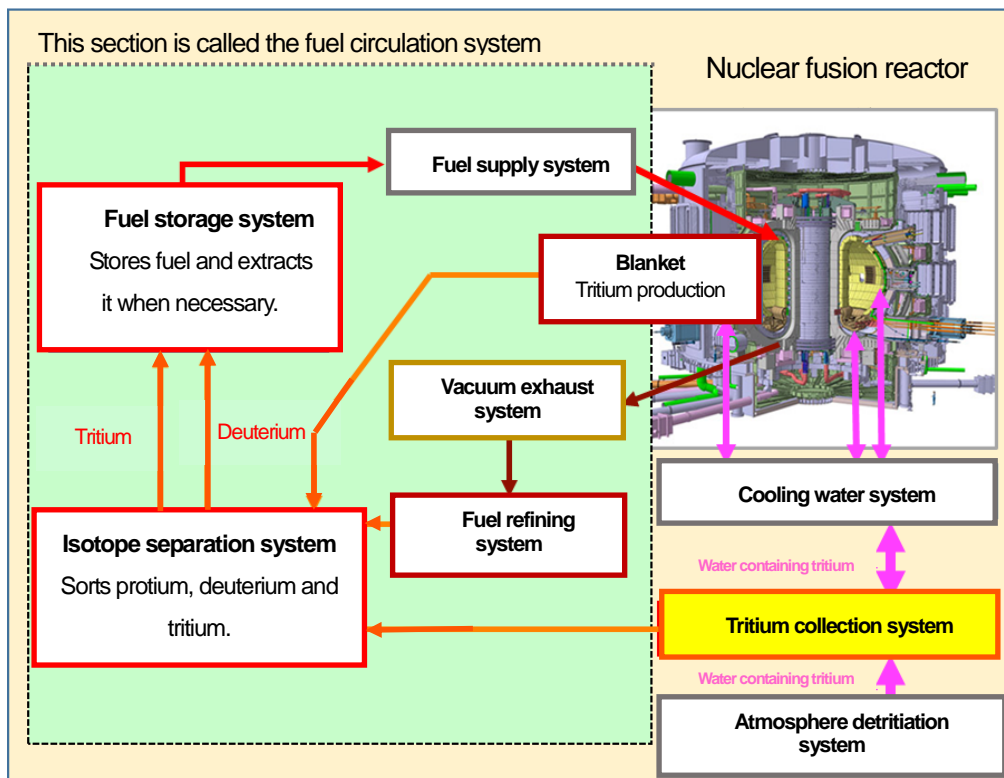 This section is called the fuel circulation system
Nuclear fusion reactor
Fuel supply system
Fuel storage system
Stores fuel and extracts
it when necessary.
Blanket
Tritium production
Vacuum exhaust
system
Tritium
Deuterium
Cooling water system
Fuel refining
system
Isotope separation system
Sorts protium, deuterium and
tritium.
Water containing tritium
Tritium collection system
Water containing tritium
Atmosphere detritiation
system